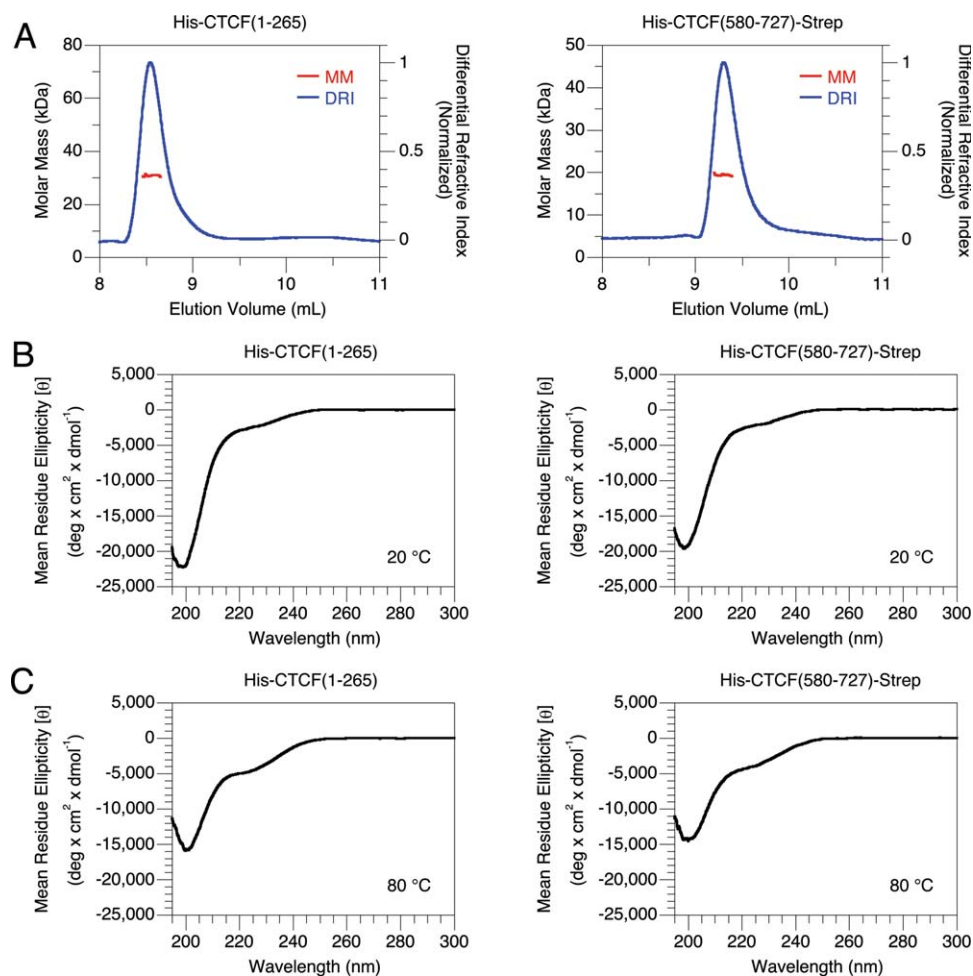 A
His-CTCF(1-265)
80
60
40
20
0
Molar Mass (kDa)
MM
DRI
1
0.5
0
Differential Refractive Index
(Normalized)
8
9
10
11
Elution Volume (mL)
His-CTCF(580-727)-Strep
50
45
40
35
30
25
20
15
10
5
0
Molar Mass (kDa)
MM
DRI
1
0.5
0
Differential Refractive Index
(Normalized)
8
9
10
11
Elution Volume (mL)
B
His-CTCF(1-265)
5,000
0
-5,000
-10,000
-15,000
-20,000
-25,000
Mean Residue Ellipticity [θ]
(deg x cm² x dmol⁻¹)
20 °C
200 220 240 260 280 300
Wavelength (nm)
His-CTCF(580-727)-Strep
5,000
0
-5,000
-10,000
-15,000
-20,000
-25,000
Mean Residue Ellipticity [θ]
(deg x cm² x dmol⁻¹)
20 °C
200 220 240 260 280 300
Wavelength (nm)
C
His-CTCF(1-265)
5,000
0
-5,000
-10,000
-15,000
-20,000
-25,000
Mean Residue Ellipticity [θ]
(deg x cm² x dmol⁻¹)
80 °C
200 220 240 260 280 300
Wavelength (nm)
His-CTCF(580-727)-Strep
5,000
0
-5,000
-10,000
-15,000
-20,000
-25,000
Mean Residue Ellipticity [θ]
(deg x cm² x dmol⁻¹)
80 °C
200 220 240 260 280 300
Wavelength (nm)